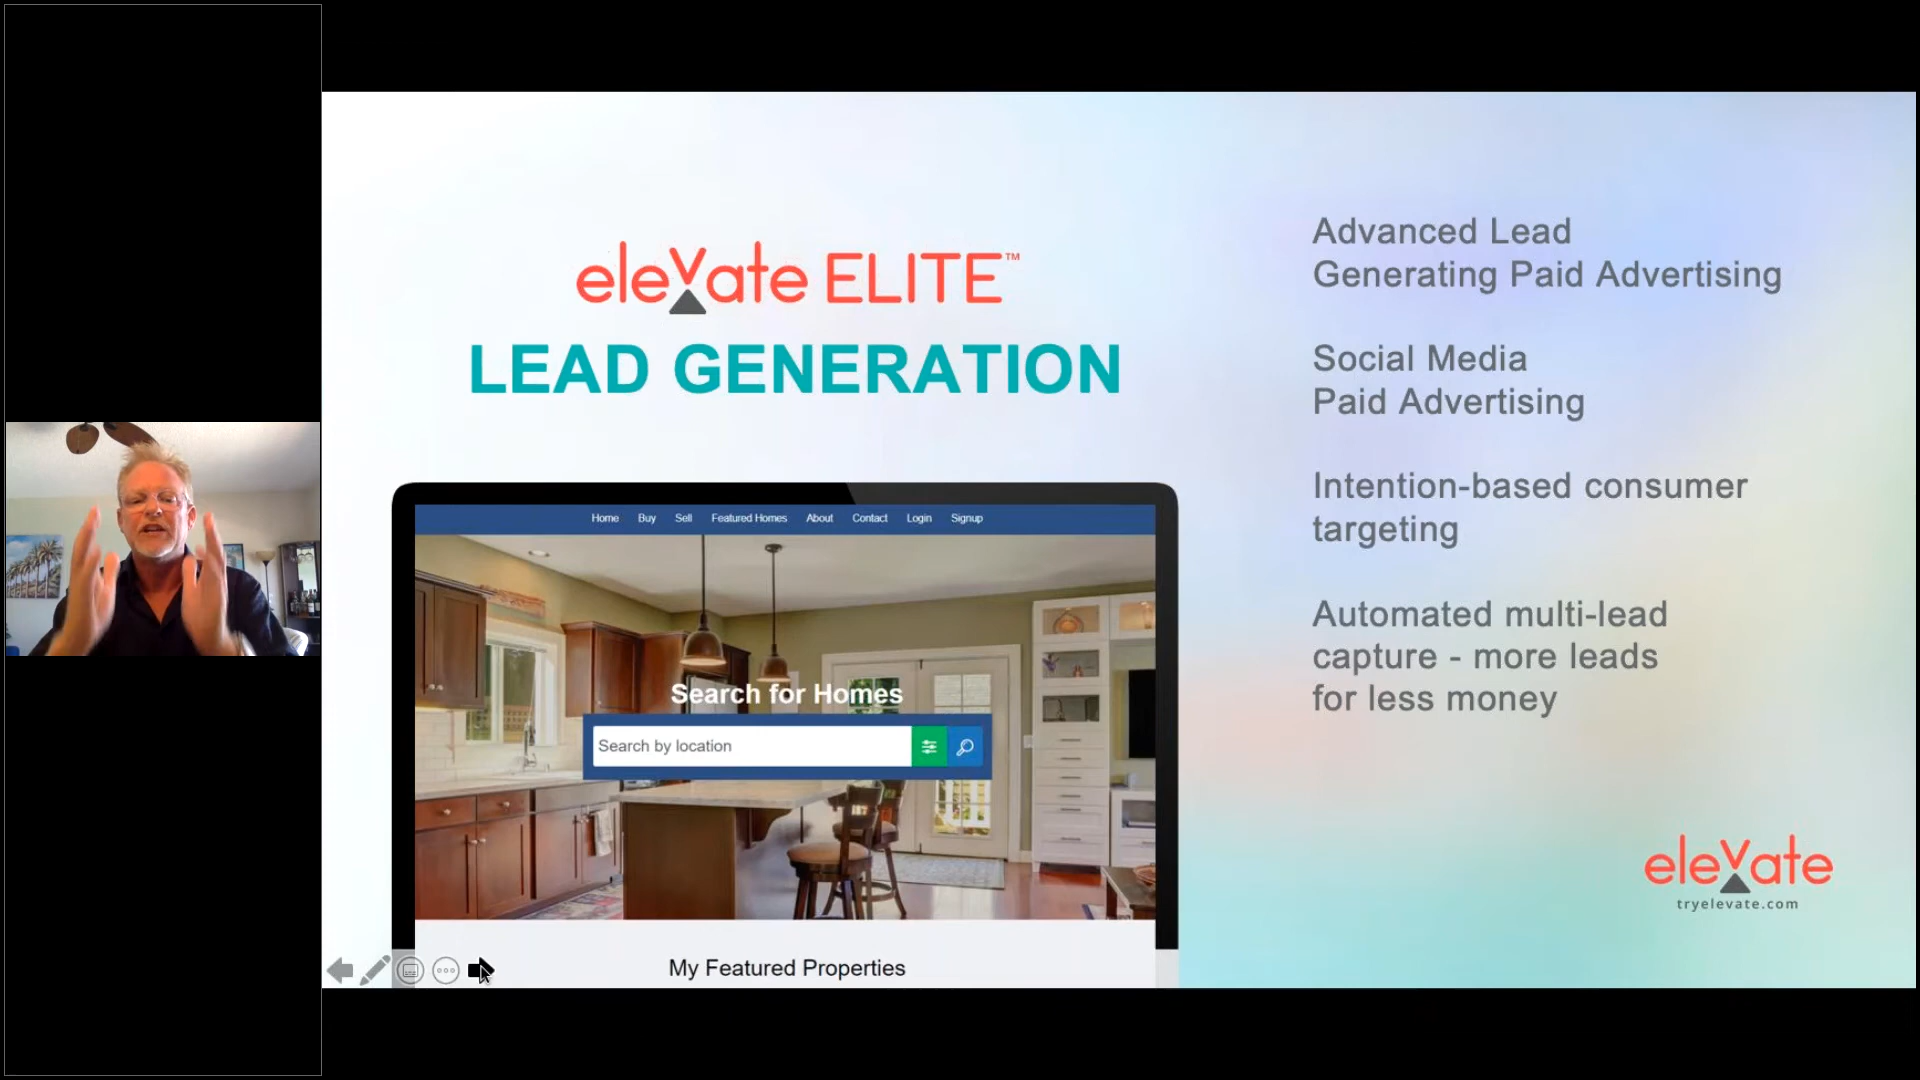 elevate ELITE™
LEAD GENERATION
Home Buy Sell Featured Homes About Contact Login Signup
Search for Homes
Search by location
My Featured Properties
Advanced Lead
Generating Paid Advertising
Social Media
Paid Advertising
Intention-based consumer
targeting
Automated multi-lead
capture - more leads
for less money
elevate
tryelevate.com